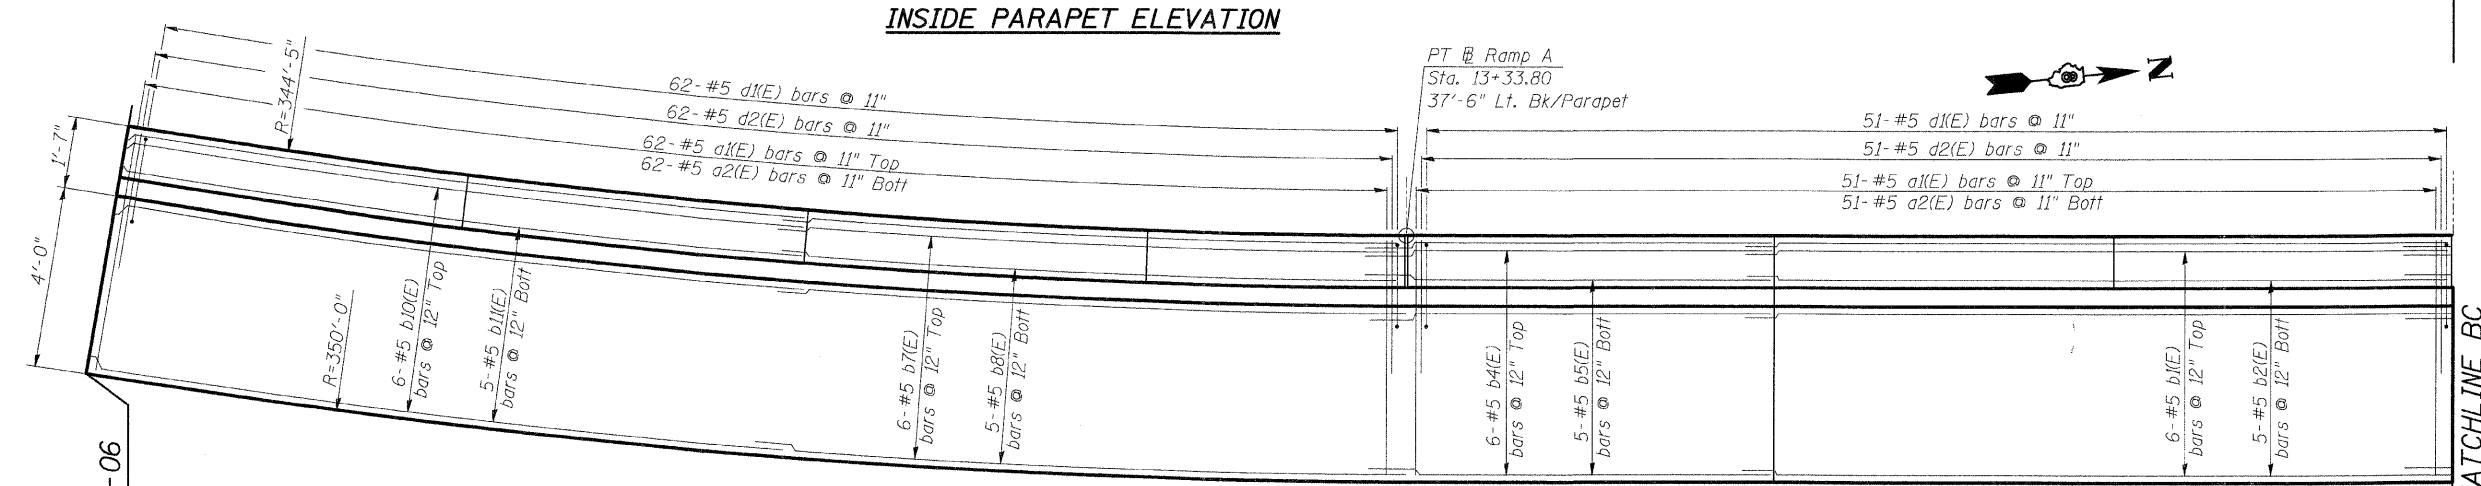 INSIDE PARAPET ELEVATION
R=344'-5"
62-#5 d1(E) bars @ 11"
62-#5 d2(E) bars @ 11"
62-#5 a1(E) bars @ 11" Top
62-#5 a2(E) bars @ 11" Bott
PT ℄ Ramp A
Sta. 13+33.80
37'-6" Lt. Bk/Parapet
N
51-#5 d1(E) bars @ 11"
51-#5 d2(E) bars @ 11"
51-#5 a1(E) bars @ 11" Top
51-#5 a2(E) bars @ 11" Bott
1'-7"
4'-0"
R=350'-0"
6-#5 b10(E)
bars @ 12" Top
5-#5 b11(E)
bars @ 12" Bott
6-#5 b7(E)
bars @ 12" Top
5-#5 b8(E)
bars @ 12" Bott
6-#5 b4(E)
bars @ 12" Top
5-#5 b5(E)
bars @ 12" Bott
6-#5 b1(E)
bars @ 12" Top
5-#5 b2(E)
bars @ 12" Bott
ATCHLINE BC
-06